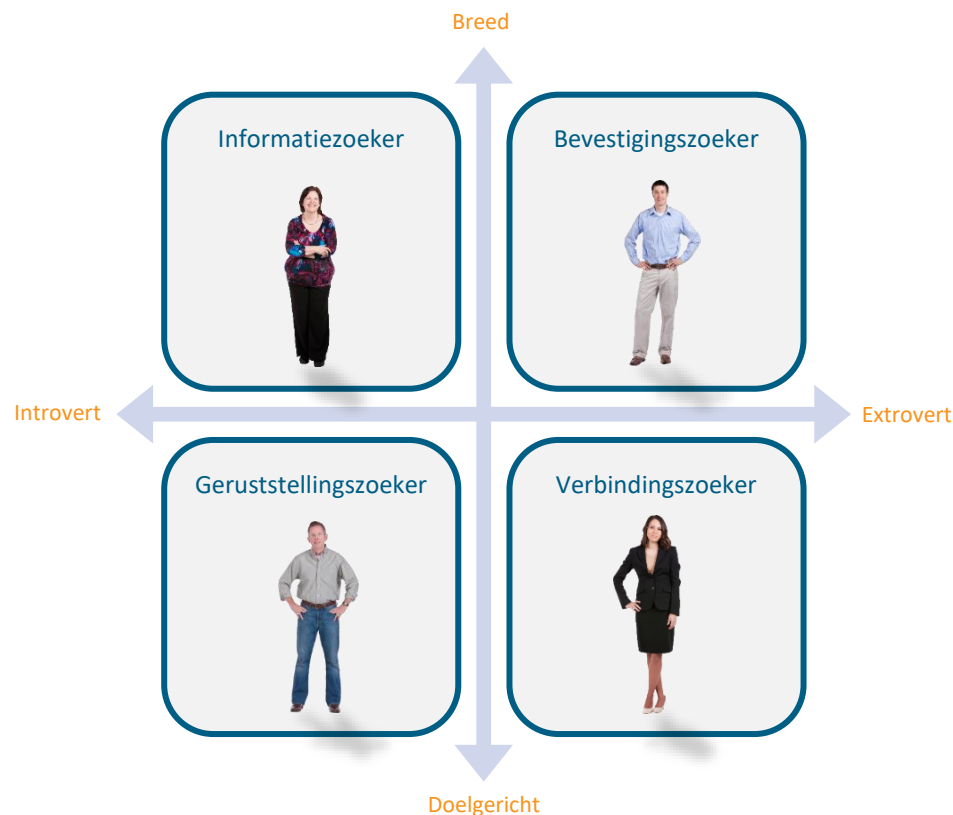 Breed
Informatiezoeker
Bevestigingszoeker
Introvert
Extrovert
Geruststellingszoeker
Verbindingszoeker
Doelgericht